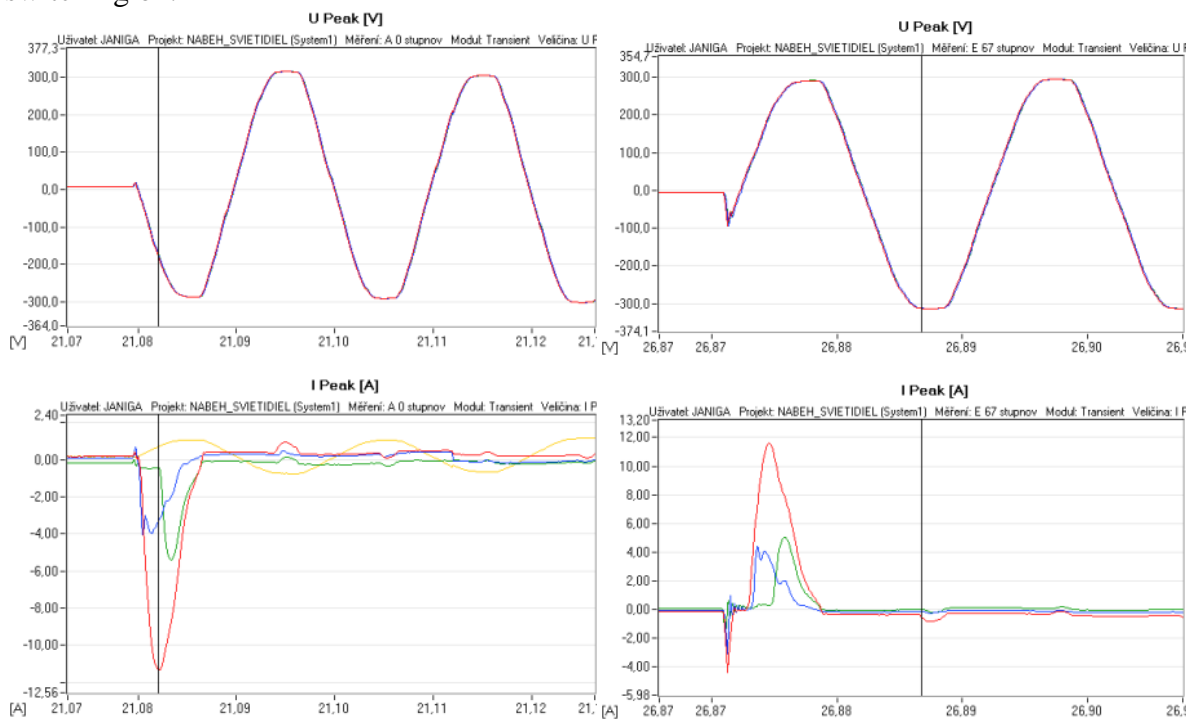 U Peak [V]
377,3
Uživatel: JANIGA Projekt: NABEH_SVIETIDIEL (System1) Měření: A 0 stupnov Modul: Transient Veličina: U
300,0
200,0
100,0
0,0
-100,0
-200,0
-300,0
-364,0
[V]
21,07 21,08 21,09 21,10 21,11 21,12
U Peak [V]
354,7
Uživatel: JANIGA Projekt: NABEH_SVIETIDIEL (System1) Měření: E 67 stupnov Modul: Transient Veličina: U
300,0
200,0
100,0
0,0
-100,0
-200,0
-300,0
-374,1
[V]
26,87 26,87 26,88 26,89 26,90
I Peak [A]
2,40
Uživatel: JANIGA Projekt: NABEH_SVIETIDIEL (System1) Měření: A 0 stupnov Modul: Transient Veličina: I
0,00
-2,00
-4,00
-6,00
-8,00
-10,00
-12,56
[A]
21,07 21,08 21,09 21,10 21,11 21,12
I Peak [A]
13,20
Uživatel: JANIGA Projekt: NABEH_SVIETIDIEL (System1) Měření: E 67 stupnov Modul: Transient Veličina: I
12,00
10,00
8,00
6,00
4,00
2,00
0,00
-2,00
-4,00
-5,98
[A]
26,87 26,87 26,88 26,89 26,90